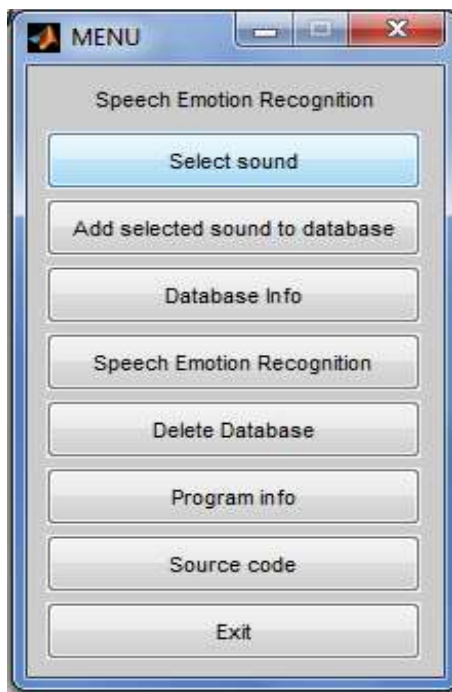 MENU
Speech Emotion Recognition
Select sound
Add selected sound to database
Database Info
Speech Emotion Recognition
Delete Database
Program info
Source code
Exit